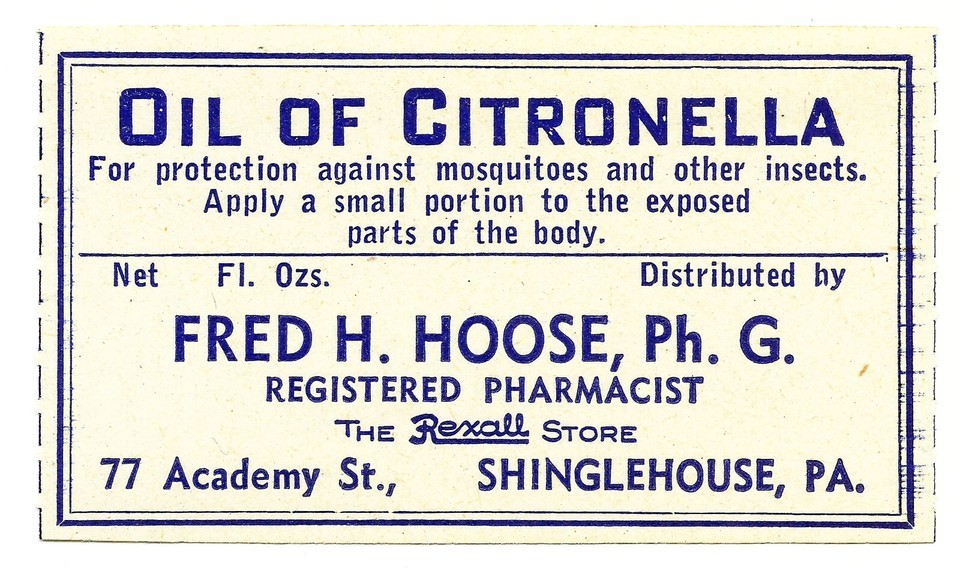 OIL OF CITRONELLA
For protection against mosquitoes and other insects.
Apply a small portion to the exposed
parts of the body.
Net Fl. Ozs. Distributed by
FRED H. HOOSE, Ph. G.
REGISTERED PHARMACIST
THE Rexall STORE
77 Academy St., SHINGLEHOUSE, PA.